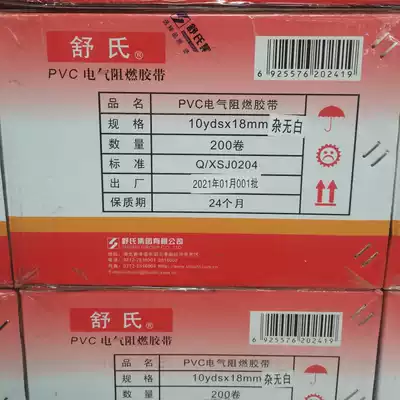 舒氏®
PVC 电气阻燃胶带
6 925576 202419
品名 PVC电气阻燃胶带
规格 10ydsx18mm 杂无白
数量 200卷
标准 Q/XSJ0204
出厂 2021年01月001批
保质期 24个月
舒氏集团有限公司
舒氏®
PVC 电气阻燃胶带
6 925576 202419
品名 PVC电气阻燃胶带
规格 10ydsx18mm 杂无白
数量 200卷